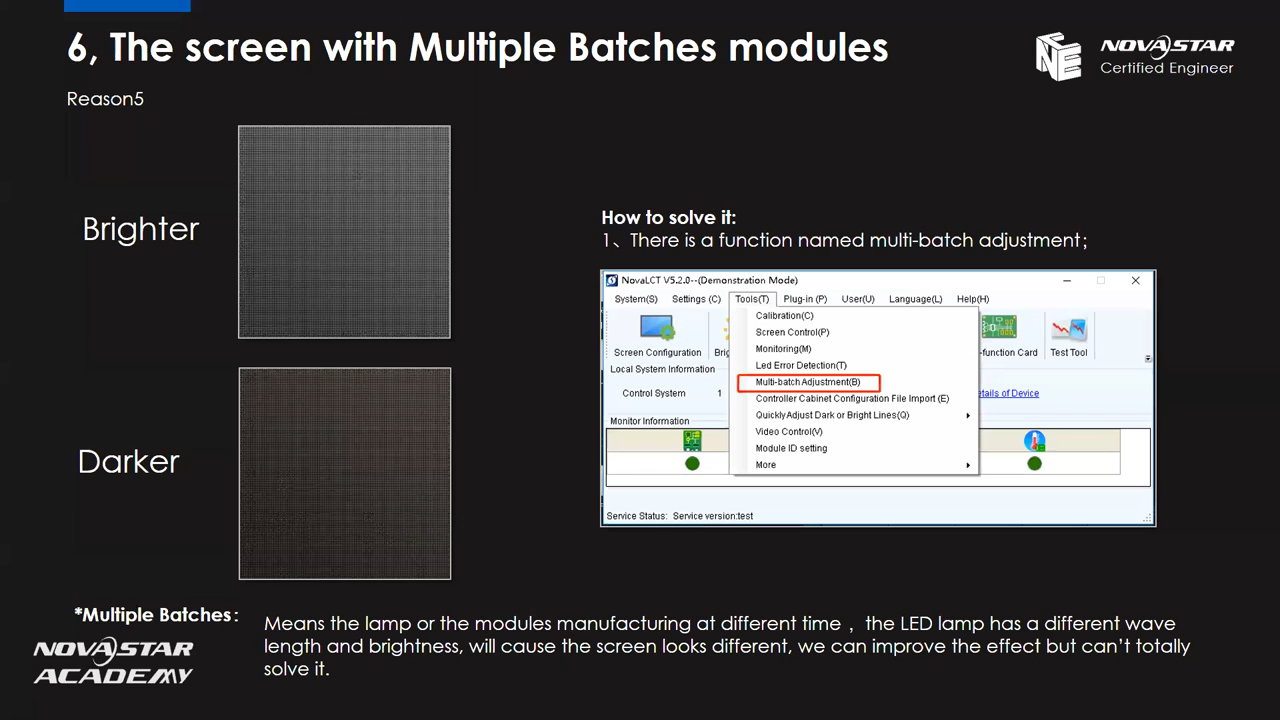 6, The screen with Multiple Batches modules
NOVASTAR
Certified Engineer
Reason5
Brighter
Darker
How to solve it:
1、There is a function named multi-batch adjustment;
NovaLCT V5.2.0--(Demonstration Mode)
System(S) Settings (C) Tools(T) Plug-in (P) User(U) Language(L) Help(H)
Calibration(C)
Screen Control(P)
Monitoring(M)
Led Error Detection(T)
Multi-batch Adjustment(B)
Controller Cabinet Configuration File Import (E)
Quickly Adjust Dark or Bright Lines(Q)
Video Control(V)
Module ID setting
More
Screen Configuration Brig -function Card Test Tool
Local System Information
Control System 1 etails of Device
Monitor Information
Service Status: Service version:test
*Multiple Batches:
Means the lamp or the modules manufacturing at different time , the LED lamp has a different wave
length and brightness, will cause the screen looks different, we can improve the effect but can't totally
solve it.
NOVASTAR
ACADEMY